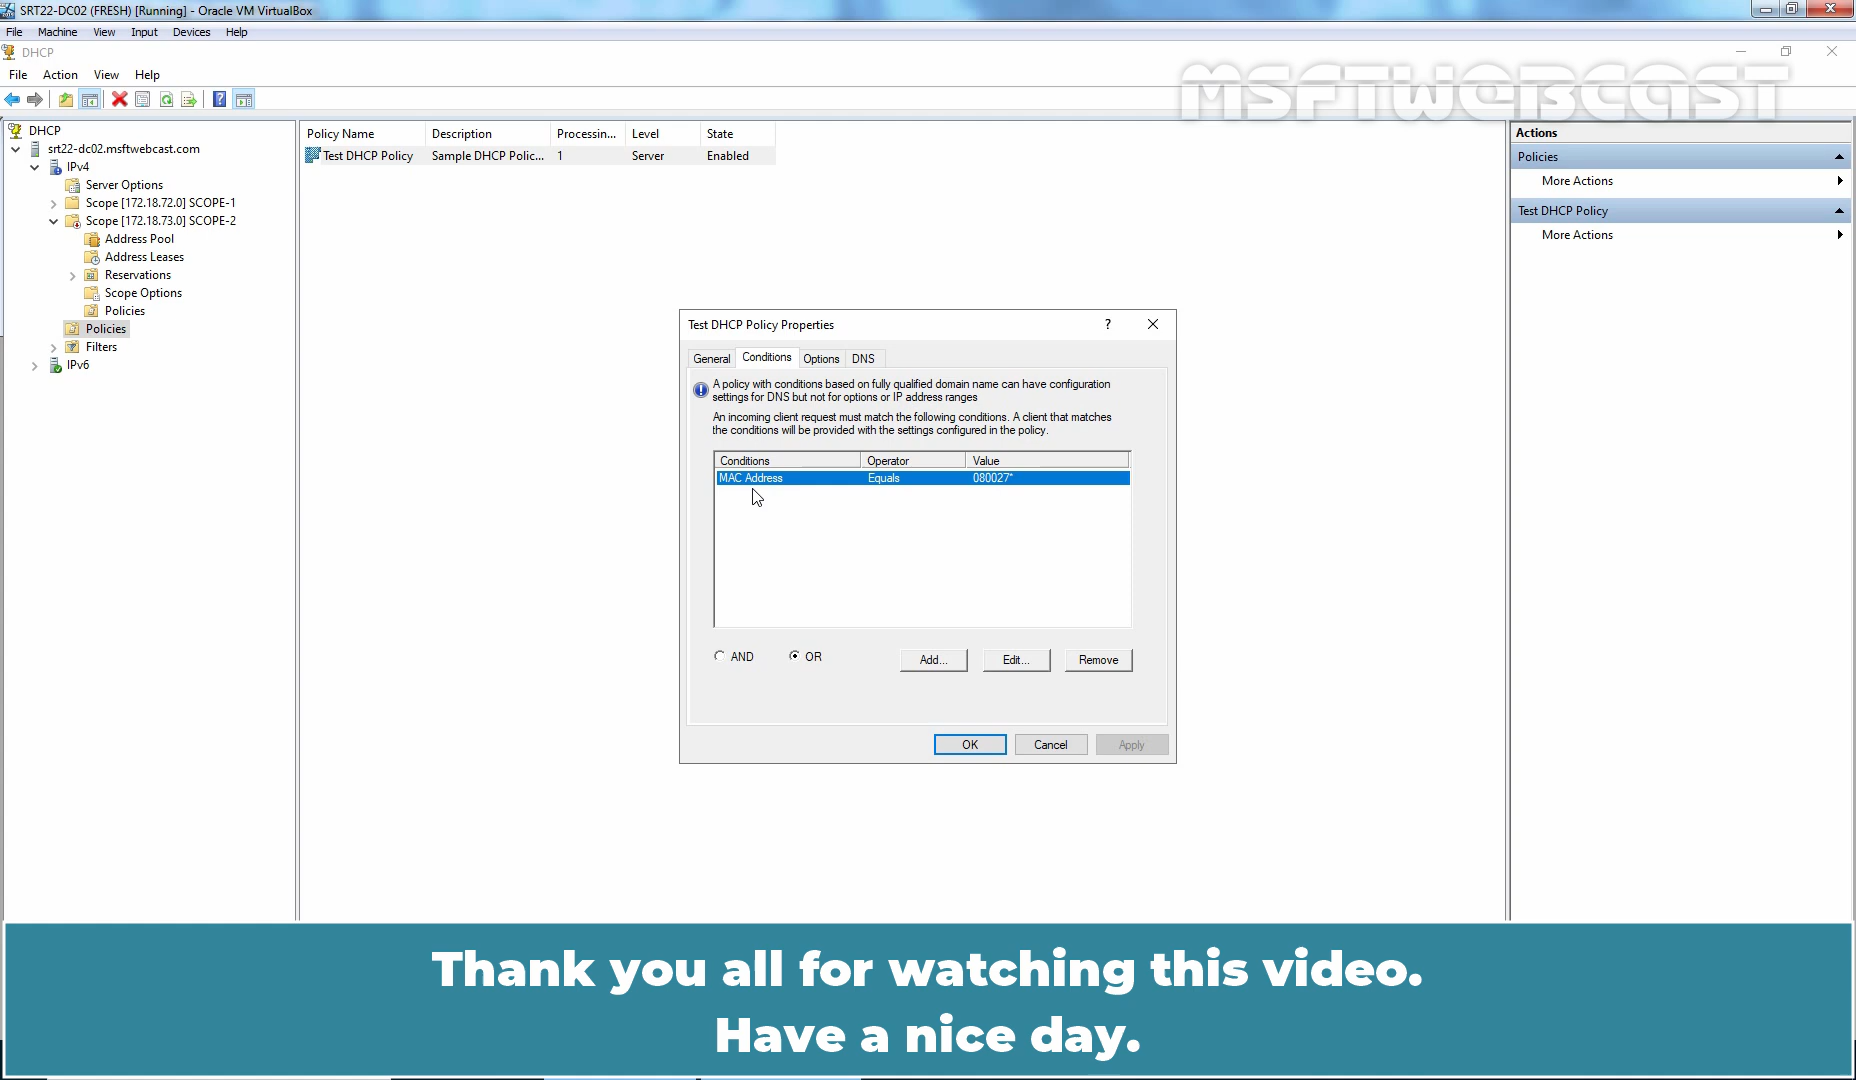 SRT22-DC02 (FRESH) [Running] - Oracle VM VirtualBox
File Machine View Input Devices Help
DHCP
File Action View Help
MSFTWEBCAST
DHCP
srt22-dc02.msftwebcast.com
IPv4
Server Options
Scope [172.18.72.0] SCOPE-1
Scope [172.18.73.0] SCOPE-2
Address Pool
Address Leases
Reservations
Scope Options
Policies
Policies
Filters
IPv6
Policy Name Description Processin... Level State
Test DHCP Policy Sample DHCP Polic... 1 Server Enabled
Actions
Policies
More Actions
Test DHCP Policy
More Actions
Test DHCP Policy Properties ?
General Conditions Options DNS
A policy with conditions based on fully qualified domain name can have configuration
settings for DNS but not for options or IP address ranges
An incoming client request must match the following conditions. A client that matches
the conditions will be provided with the settings configured in the policy.
Conditions Operator Value
MAC Address Equals 080027*
AND OR Add... Edit... Remove
OK Cancel Apply
Thank you all for watching this video.
Have a nice day.